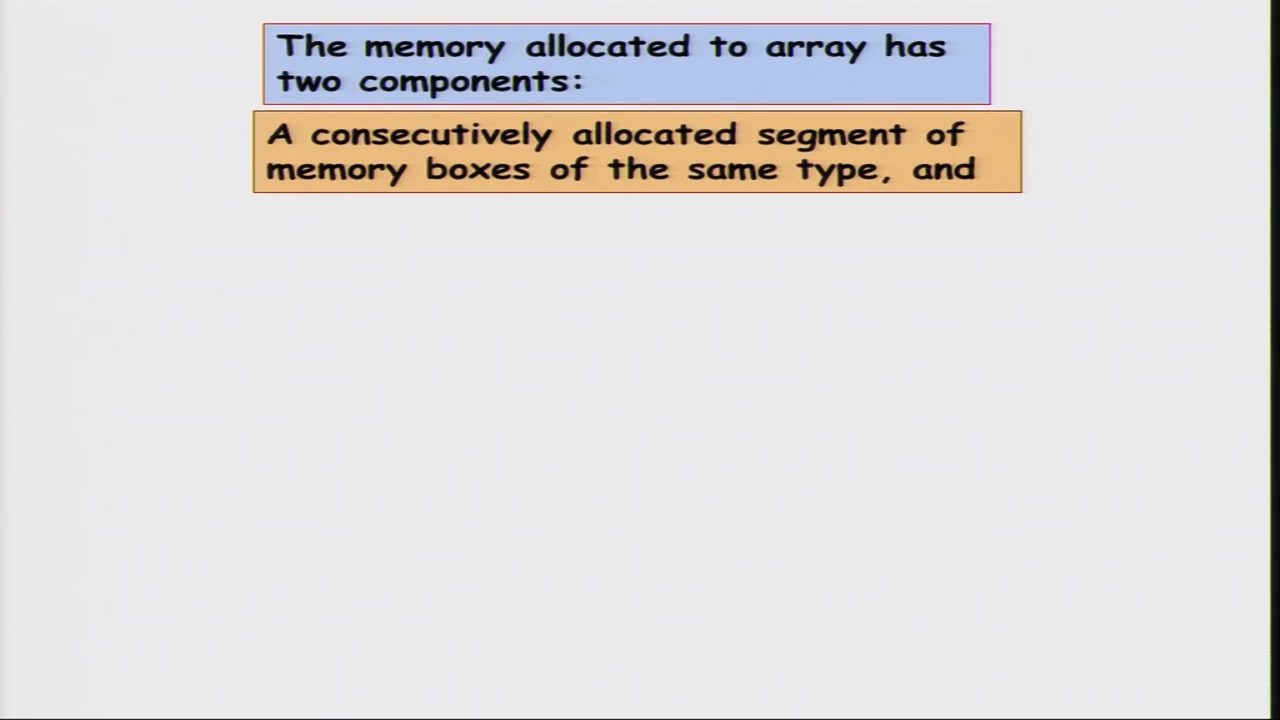 The memory allocated to array has
two components:
A consecutively allocated segment of
memory boxes of the same type, and